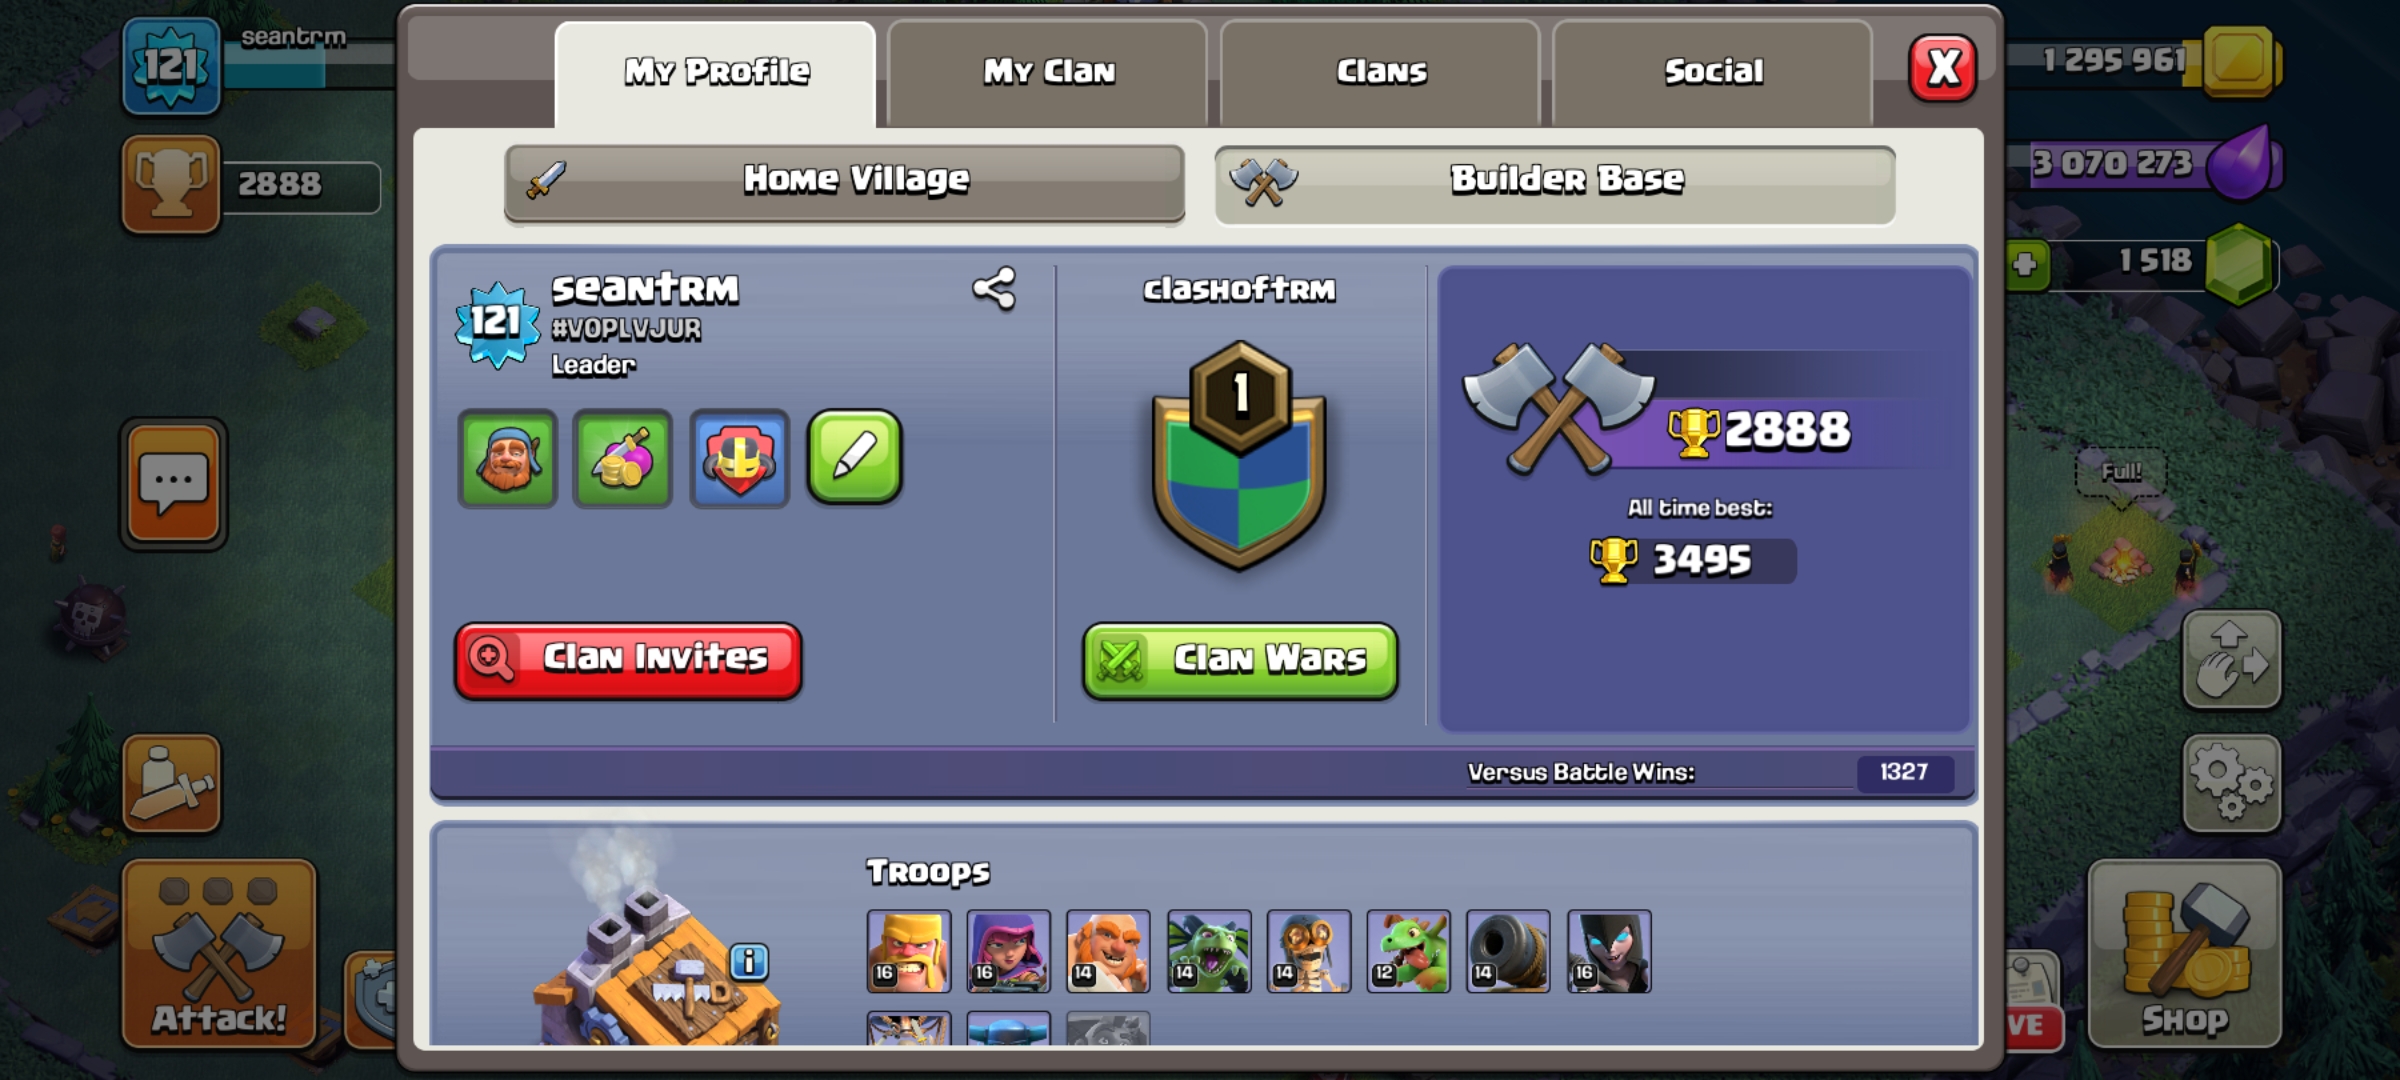 121
seantrm
2888
My Profile
My Clan
Clans
Social
X
1 295 961
3 070 273
1 518
Home Village
Builder Base
121
seantrm
#VOPLVJUR
Leader
clashoftrm
1
2888
All time best:
3495
Full!
Clan Invites
Clan Wars
Versus Battle Wins:
1327
Troops
i
16
16
14
14
14
12
14
16
Attack!
VE
Shop